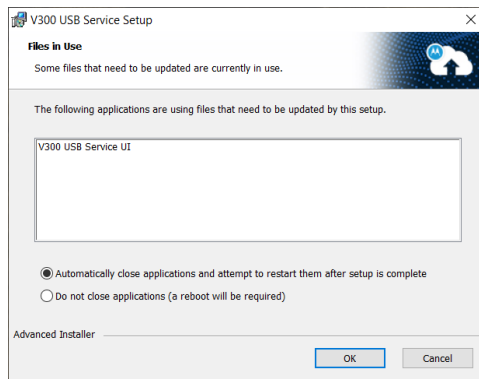 V300 USB Service Setup
Files in Use
Some files that need to be updated are currently in use.
The following applications are using files that need to be updated by this setup.
V300 USB Service UI
Automatically close applications and attempt to restart them after setup is complete
Do not close applications (a reboot will be required)
Advanced Installer
OK
Cancel